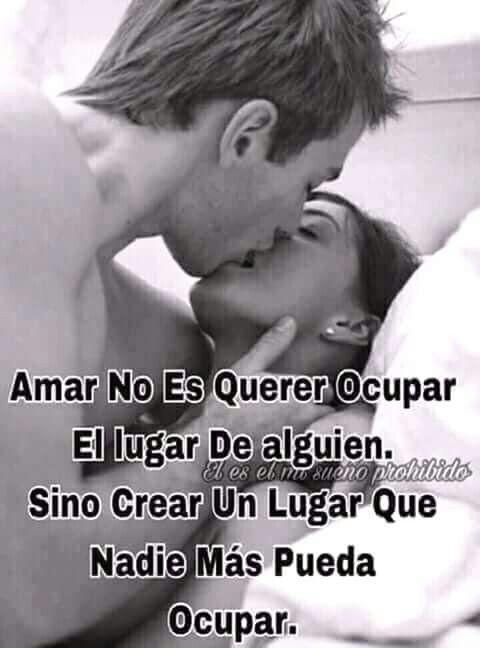 Amar No Es Querer Ocupar
El lugar De alguien.
El es el mi sueño prohibido
Sino Crear Un Lugar Que
Nadie Más Pueda
Ocupar.